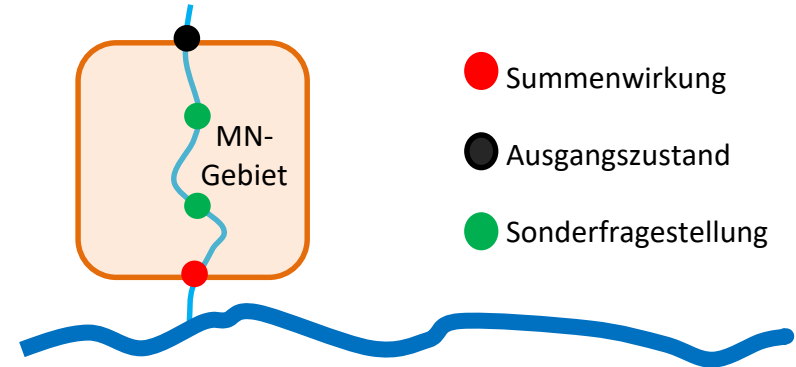 MN-
Gebiet
Summenwirkung
Ausgangszustand
Sonderfragestellung